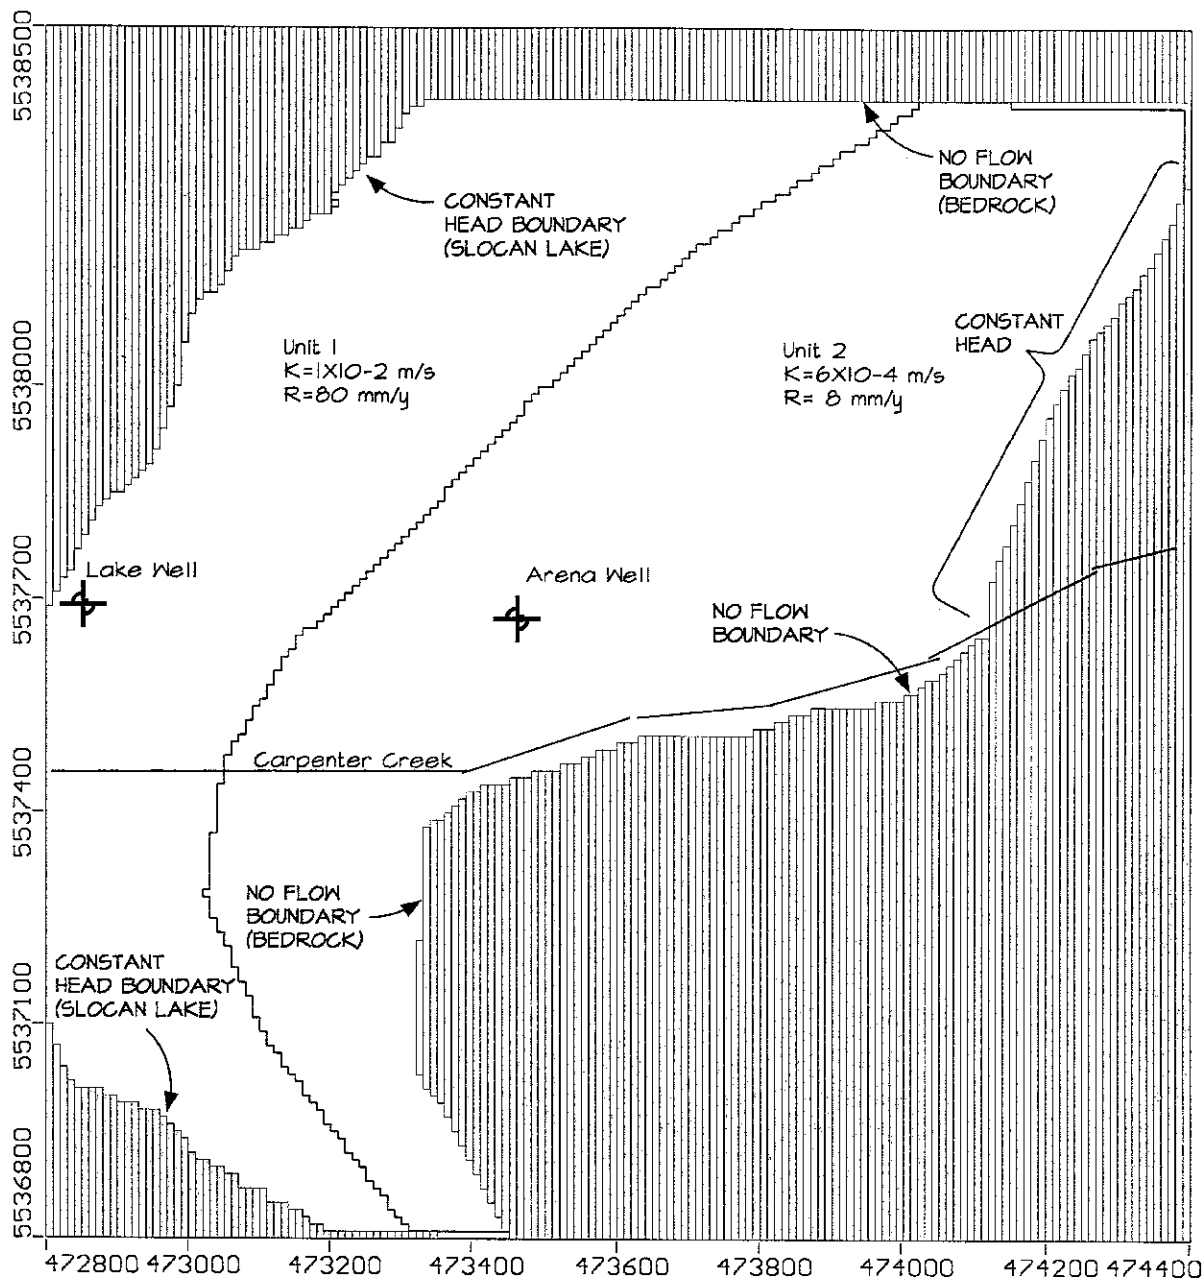 5538500
NO FLOW
BOUNDARY
(BEDROCK)
CONSTANT
HEAD BOUNDARY
(SLOCAN LAKE)
CONSTANT
HEAD
Unit 1
K=1X10-2 m/s
R=80 mm/y
Unit 2
K=6X10-4 m/s
R= 8 mm/y
5538000
Lake Well
Arena Well
5537700
NO FLOW
BOUNDARY
Carpenter Creek
5537400
NO FLOW
BOUNDARY
(BEDROCK)
CONSTANT
HEAD BOUNDARY
(SLOCAN LAKE)
5537100
5536800
472800 473000 473200 473400 473600 473800 474000 474200 474400